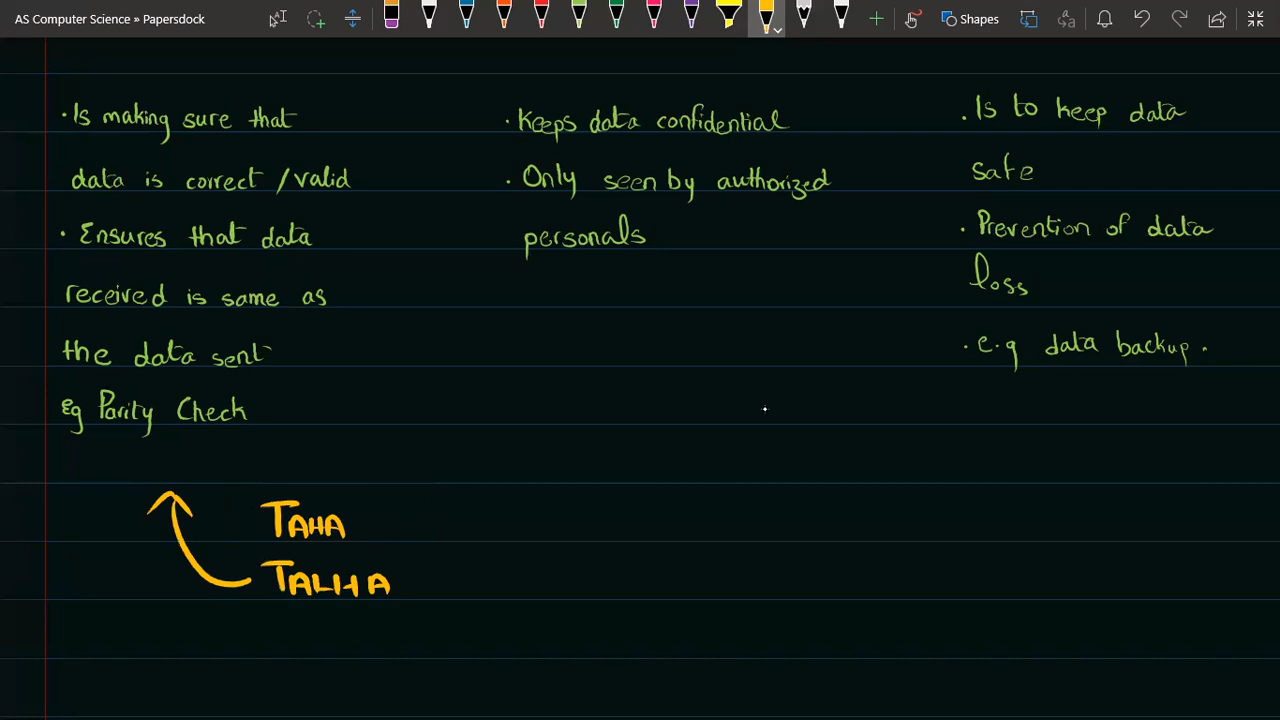 AS Computer Science » Papersdock
Shapes
. Is making sure that
data is correct / valid
. Ensures that data
received is same as
the data sent
Eg Parity Check
. Keeps data confidential
. Only seen by authorized
personals
. Is to keep data
safe
. Prevention of data
loss
. e.g data backup.
TAHA
TALHA